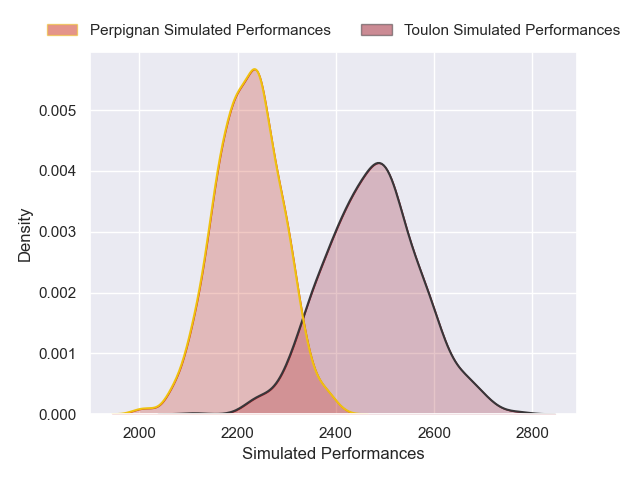 Perpignan Simulated Performances Toulon Simulated Performances
0.005
0.004
0.003
0.002
0.001
0.000
Density
2000 2200 2400 2600 2800
Simulated Performances